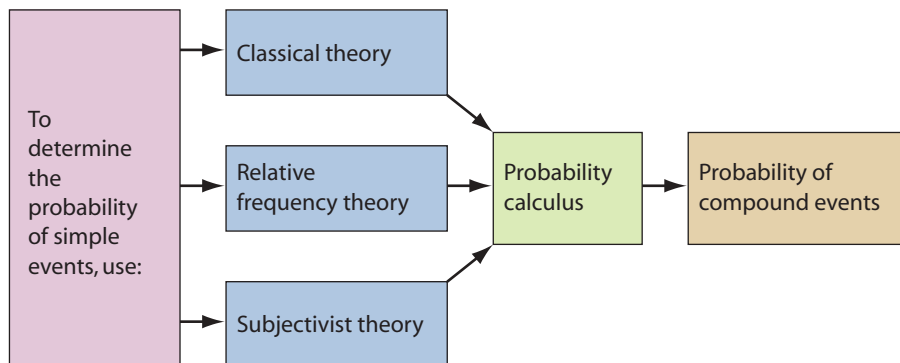 To
determine
the
probability
of simple
events, use:
Classical theory
Relative
frequency theory
Subjectivist theory
Probability
calculus
Probability of
compound events